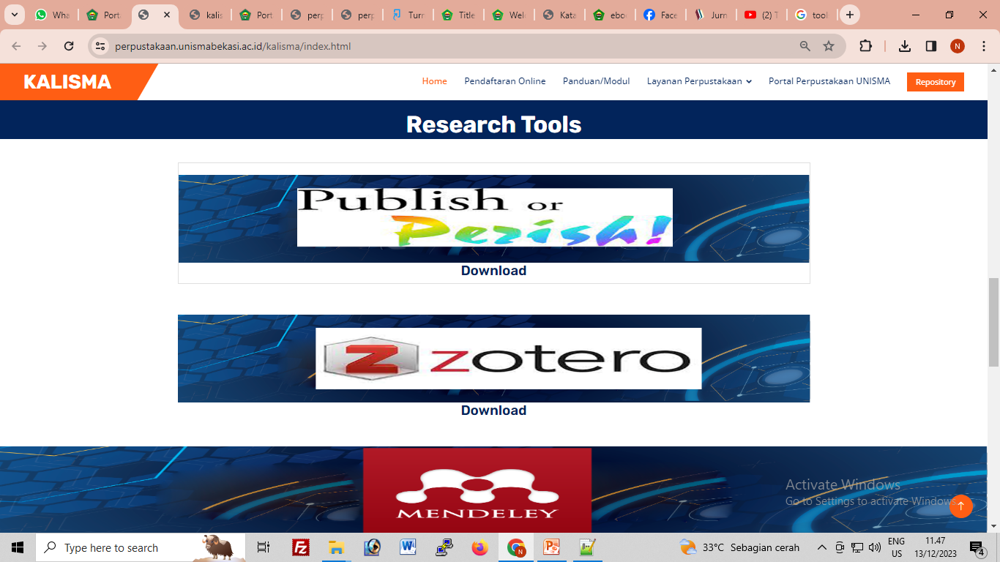 Wha
Port
kalis
Port
perp
perp
Turn
Title
Welc
Kata
ebo
Face
Jurn
(2) T
tool
perpustakaan.unismabekasi.ac.id/kalisma/index.html
N
KALISMA
Home
Pendaftaran Online
Panduan/Modul
Layanan Perpustakaan
Portal Perpustakaan UNISMA
Repository
Research Tools
Publish or
Perish!
Download
Z zotero
Download
MENDELEY
Activate Windows
Go to Settings to activate Windows.
Type here to search
33°C Sebagian cerah
ENG
US
11.47
13/12/2023
4